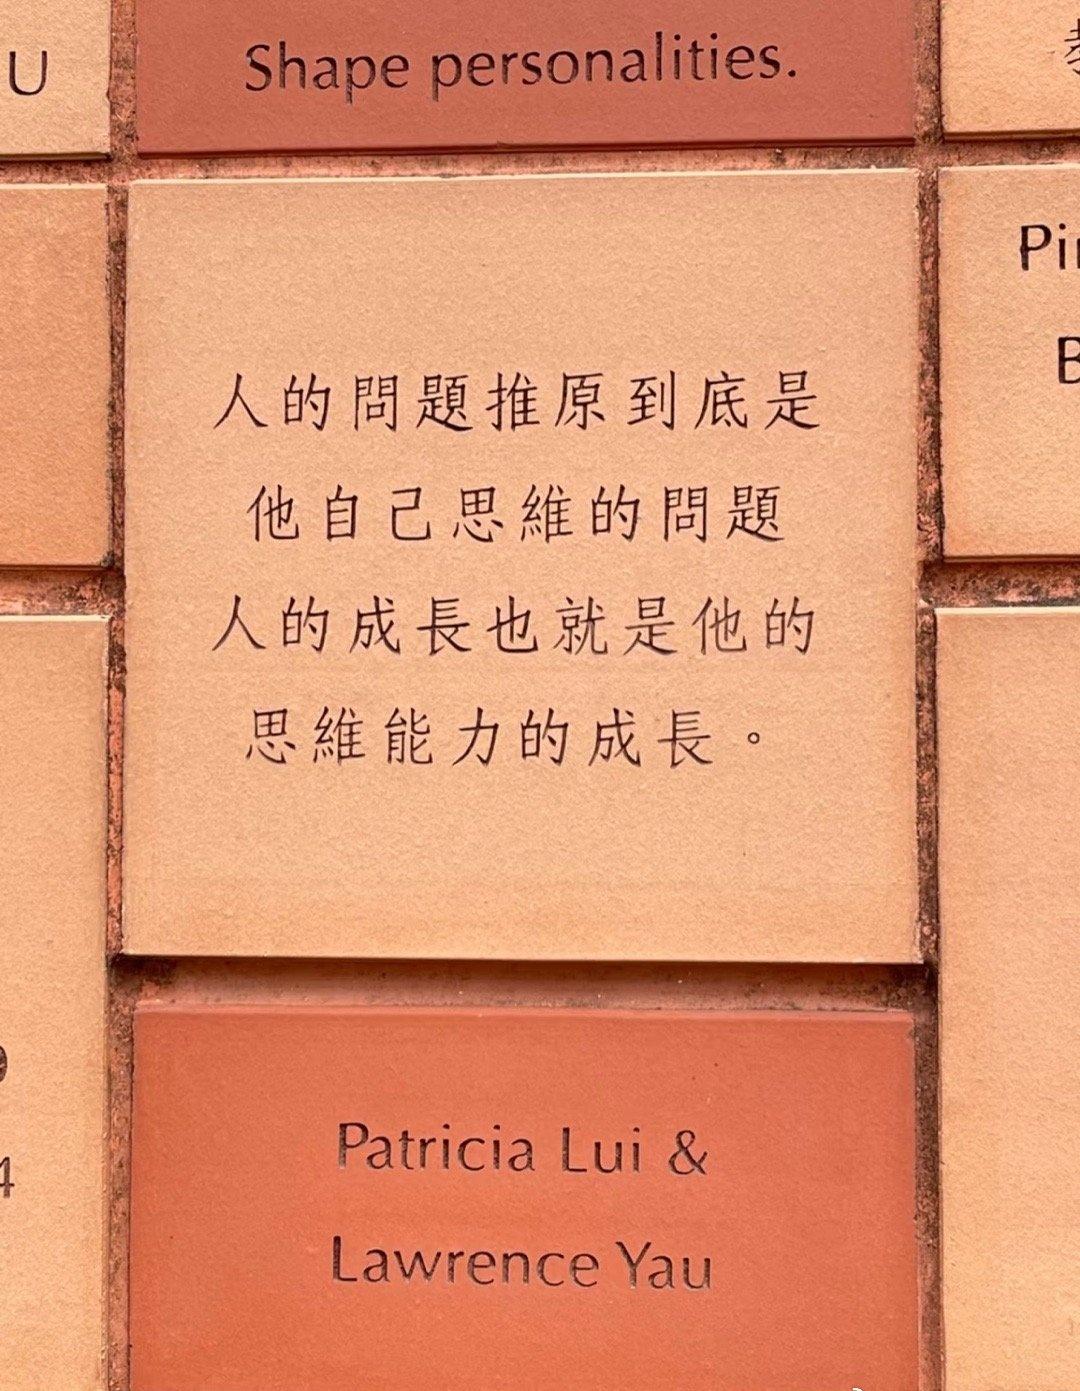 U
Shape personalities.
人的問題推原到底是
他自己思維的問題
人的成長也就是他的
思維能力的成長。
Patricia Lui &
Lawrence Yau
4